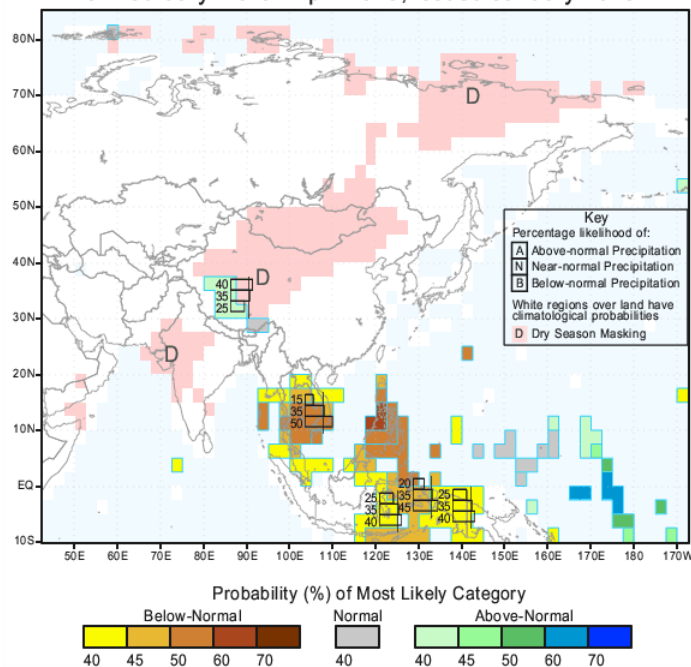 80N
70N
60N
50N
40N
30N
20N
10N
EQ
10S
50E
60E
70E
80E
90E
100E
110E
120E
130E
140E
150E
160E
170E
180
170W
D
D
D
40
35
25
15
35
50
25
35
40
20
35
45
25
35
40
Key
Percentage likelihood of:
A Above-normal Precipitation
N Near-normal Precipitation
B Below-normal Precipitation
White regions over land have
climatological probabilities
D Dry Season Masking
Probability (%) of Most Likely Category
Below-Normal Normal Above-Normal
40 45 50 60 70 40 40 45 50 60 70